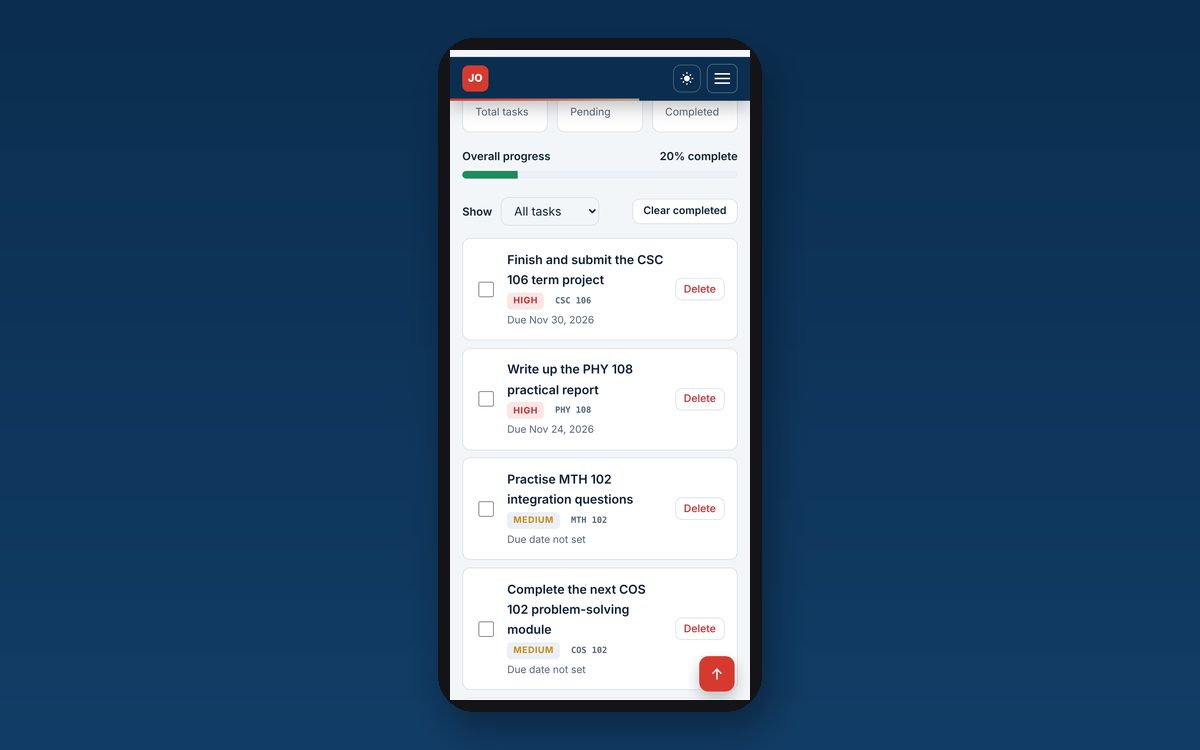 JO
Total tasks Pending Completed
Overall progress 20% complete
Show All tasks Clear completed
Finish and submit the CSC
106 term project
HIGH CSC 106
Due Nov 30, 2026
Delete
Write up the PHY 108
practical report
HIGH PHY 108
Due Nov 24, 2026
Delete
Practise MTH 102
integration questions
MEDIUM MTH 102
Due date not set
Delete
Complete the next COS
102 problem-solving
module
MEDIUM COS 102
Due date not set
Delete